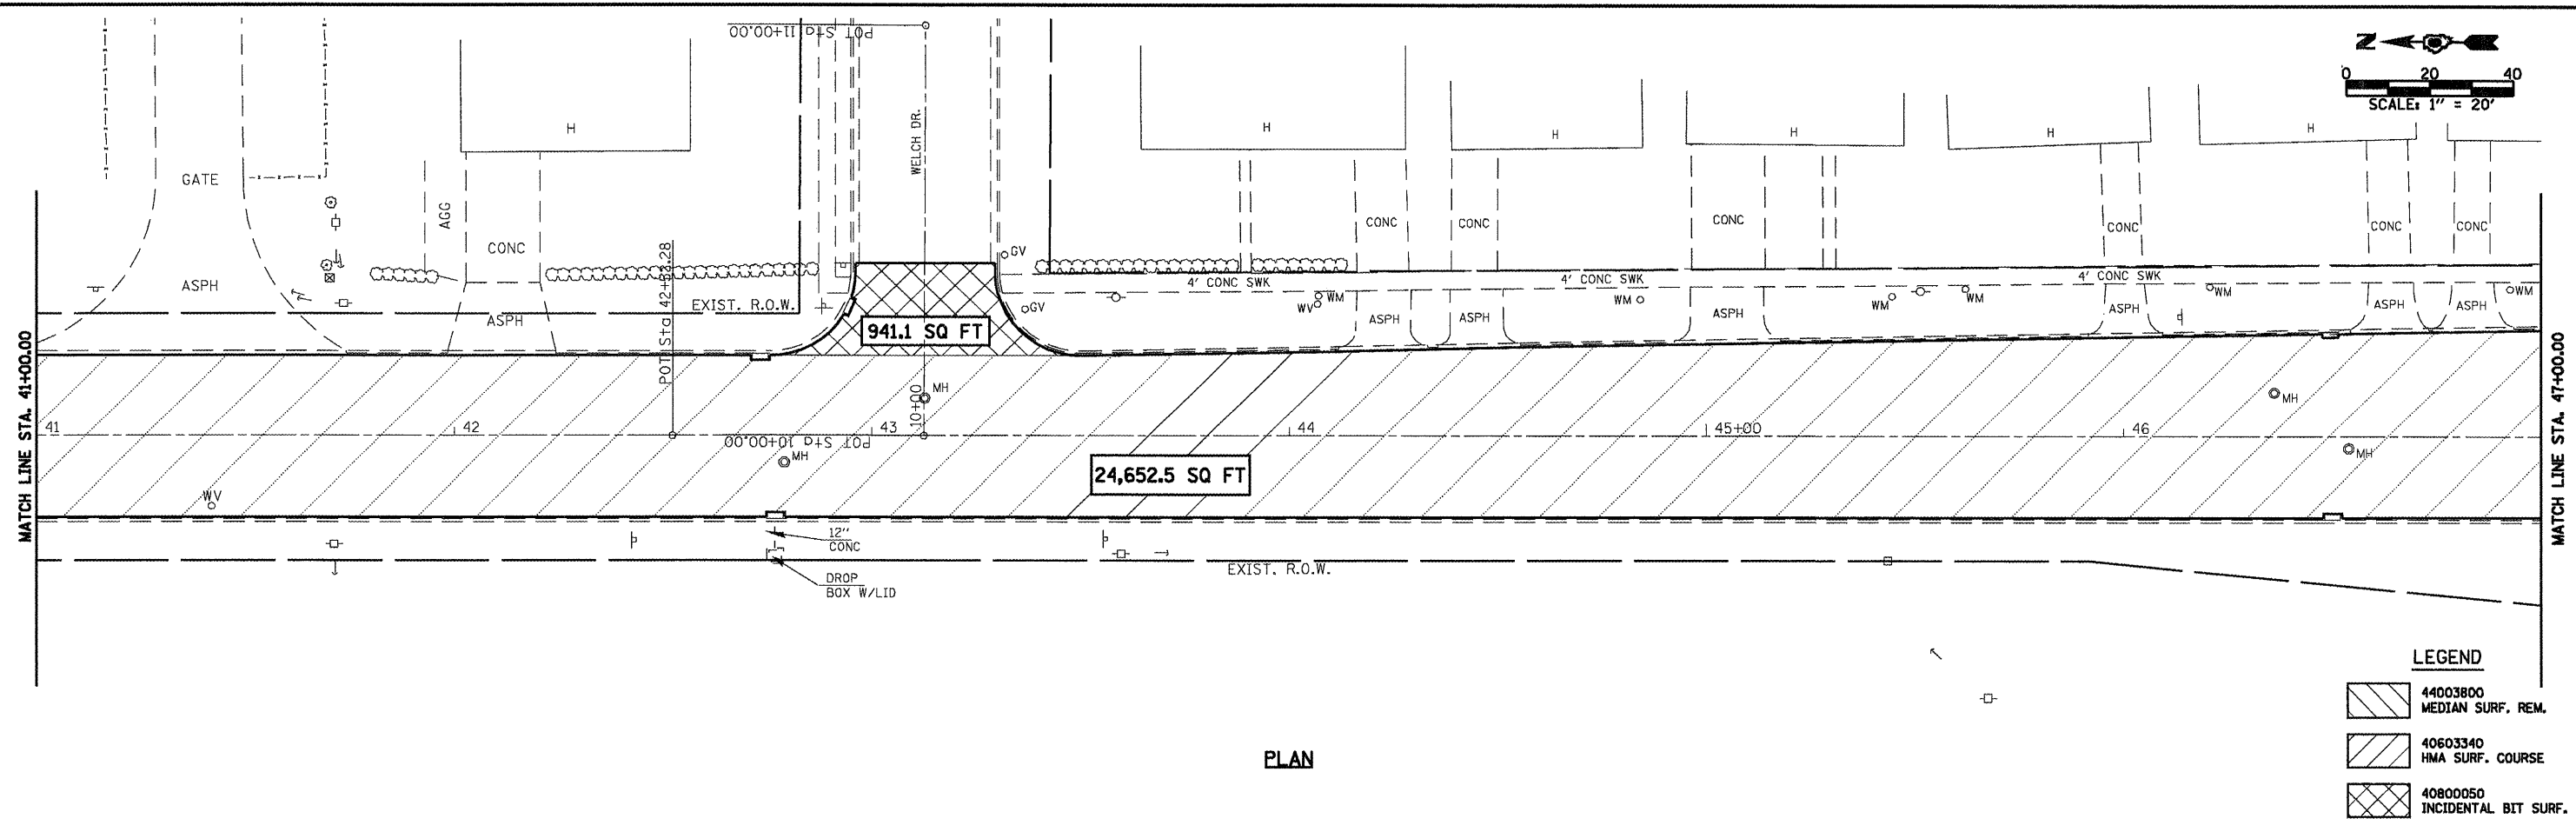 POT Sta 11+00.00
N
0 20 40
SCALE: 1" = 20'
WELCH DR.
H
H
H
H
H
H
GATE
AGG
CONC
CONC
CONC
CONC
CONC
CONC
CONC
GV
ASPH
4' CONC SWK
4' CONC SWK
4' CONC SWK
EXIST. R.O.W.
GV
WV
WM
WM
WM
WM
WM
WM
ASPH
ASPH
ASPH
ASPH
ASPH
ASPH
ASPH
941.1 SQ FT
MATCH LINE STA. 41+00.00
MATCH LINE STA. 47+00.00
10+00
MH
MH
41
42
43
44
45+00
46
POT Sta 10+00.00
MH
MH
24,652.5 SQ FT
WV
12"
CONC
DROP
BOX W/LID
EXIST. R.O.W.
PLAN
LEGEND
44003800
MEDIAN SURF. REM.
40603340
HMA SURF. COURSE
40800050
INCIDENTAL BIT SURF.